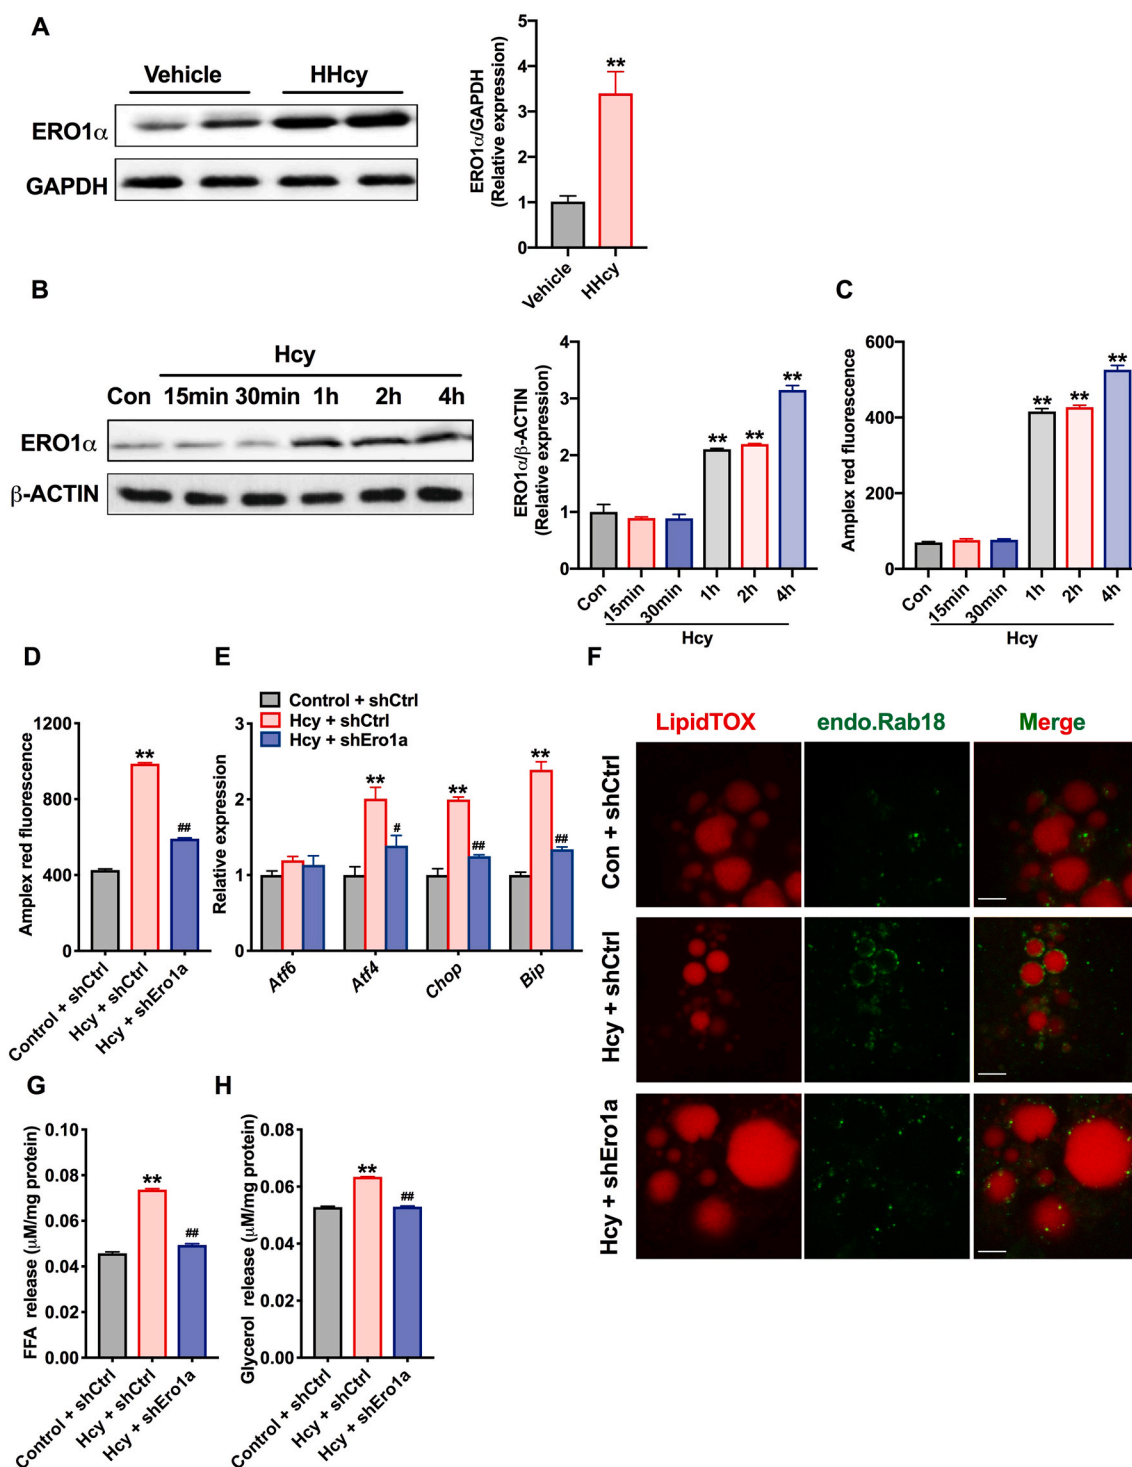 A
Vehicle HHcy
ERO1α
GAPDH
ERO1α/GAPDH
(Relative expression)
5
4
3
2
1
0
**
Vehicle
HHcy
B
Hcy
Con 15min 30min 1h 2h 4h
ERO1α
β-ACTIN
ERO1α/β-ACTIN
(Relative expression)
4
3
2
1
0
** ** **
Con 15min 30min 1h 2h 4h
Hcy
C
Amplex red fluorescence
600
400
200
0
** ** **
Con 15min 30min 1h 2h 4h
Hcy
D
Amplex red fluorescence
1200
800
400
0
**
##
Control + shCtrl
Hcy + shCtrl
Hcy + shEro1a
E
Control + shCtrl
Hcy + shCtrl
Hcy + shEro1a
Relative expression
3
2
1
0
** ** **
# ## ##
Atf6 Atf4 Chop Bip
F
LipidTOX endo.Rab18 Merge
Con + shCtrl
Hcy + shCtrl
Hcy + shEro1a
G
FFA release (μM/mg protein)
0.10
0.08
0.06
0.04
0.02
0.00
**
##
Control + shCtrl
Hcy + shCtrl
Hcy + shEro1a
H
Glycerol release (μM/mg protein)
0.08
0.06
0.04
0.02
0.00
**
##
Control + shCtrl
Hcy + shCtrl
Hcy + shEro1a